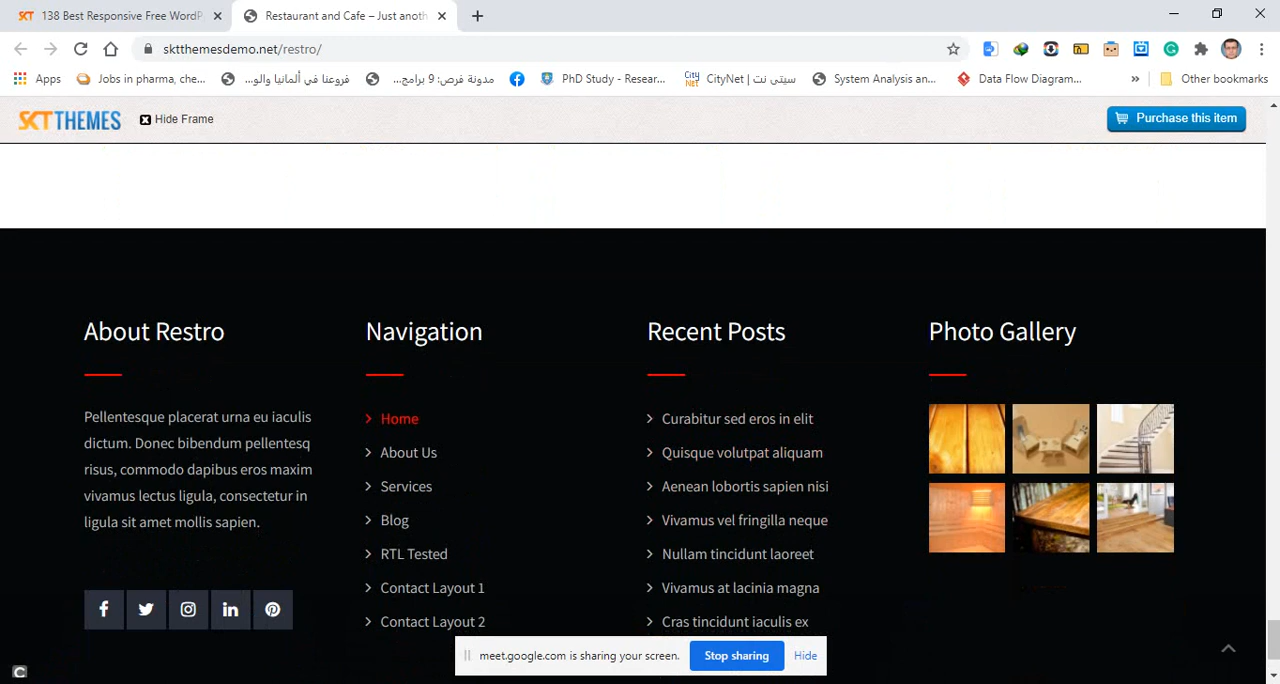 138 Best Responsive Free WordP
Restaurant and Cafe – Just anoth
sktthemesdemo.net/restro/
Apps
Jobs in pharma, che...
فروعنا في ألمانيا والو...
مدونة فرص: 9 برامج...
PhD Study - Resear...
CityNet | سیتی نت
System Analysis an...
Data Flow Diagram...
»
Other bookmarks
SKT THEMES
Hide Frame
Purchase this item
About Restro
Pellentesque placerat urna eu iaculis
dictum. Donec bibendum pellentesq
risus, commodo dapibus eros maxim
vivamus lectus ligula, consectetur in
ligula sit amet mollis sapien.
Navigation
Home
About Us
Services
Blog
RTL Tested
Contact Layout 1
Contact Layout 2
Recent Posts
Curabitur sed eros in elit
Quisque volutpat aliquam
Aenean lobortis sapien nisi
Vivamus vel fringilla neque
Nullam tincidunt laoreet
Vivamus at lacinia magna
Cras tincidunt iaculis ex
Photo Gallery
meet.google.com is sharing your screen.
Stop sharing
Hide